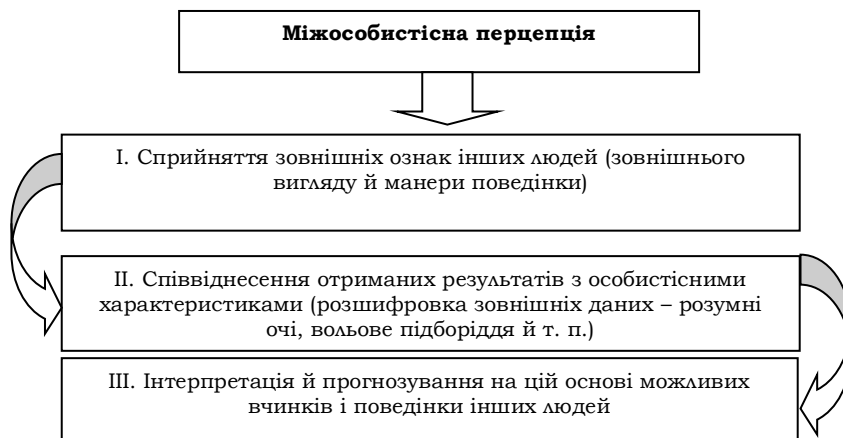 Міжособистісна перцепція
I. Сприйняття зовнішніх ознак інших людей (зовнішнього
вигляду й манери поведінки)
II. Співвіднесення отриманих результатів з особистісними
характеристиками (розшифровка зовнішніх даних – розумні
очі, вольове підборіддя й т. п.)
III. Інтерпретація й прогнозування на цій основі можливих
вчинків і поведінки інших людей